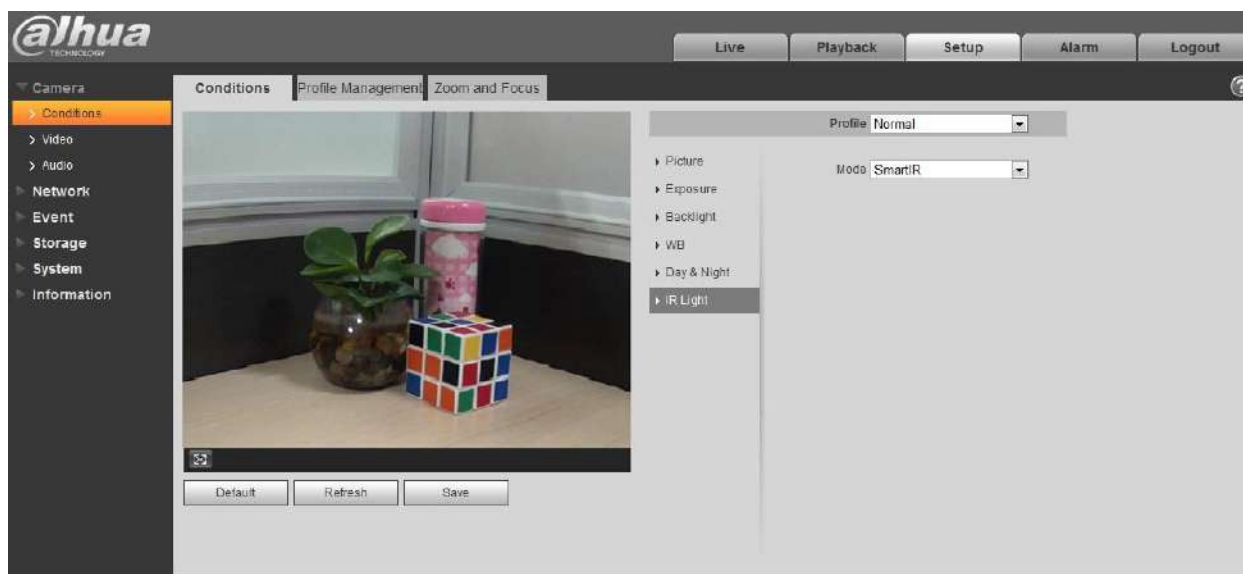 alhua
TECHNOLOGY
Live
Playback
Setup
Alarm
Logout
Camera
Conditions
Video
Audio
Network
Event
Storage
System
Information
Conditions
Profile Management
Zoom and Focus
Default
Refresh
Save
Profile Normal
Picture
Exposure
Backlight
WB
Day & Night
IR Light
Mode SmartIR
?